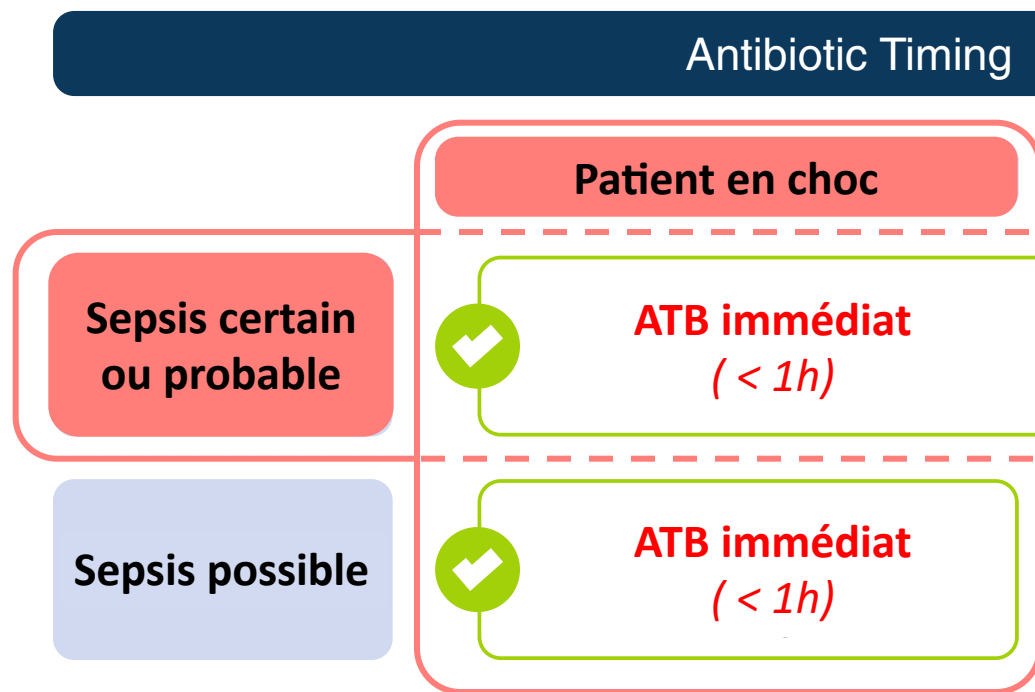 Antibiotic Timing
Patient en choc
Sepsis certain
ou probable
ATB immédiat
( < 1h)
Sepsis possible
ATB immédiat
( < 1h)